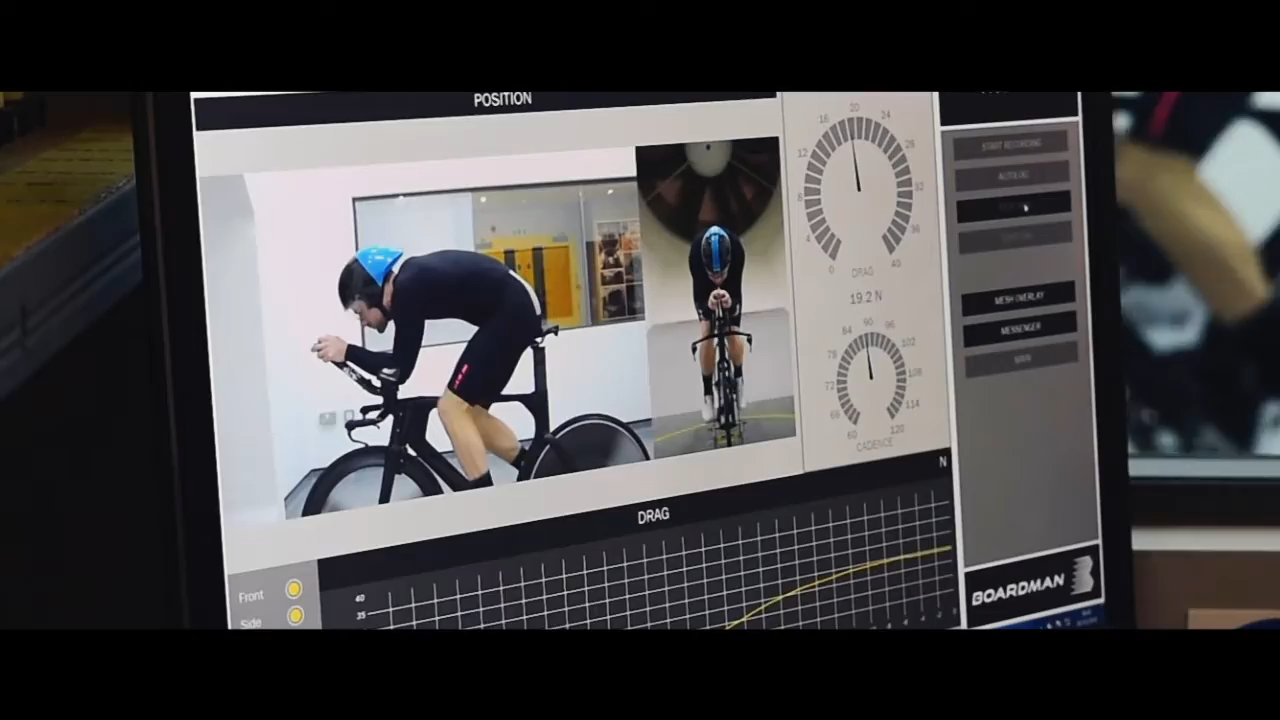 POSITION
20
16
24
12
28
8
32
4
36
0
40
DRAG
19.2 N
90
84
96
78
102
72
108
66
114
60
120
CADENCE
START RECORDING
AUTOLOG
MESH OVERLAY
MESSENGER
MAIN
N
DRAG
40
35
Front
Side
BOARDMAN